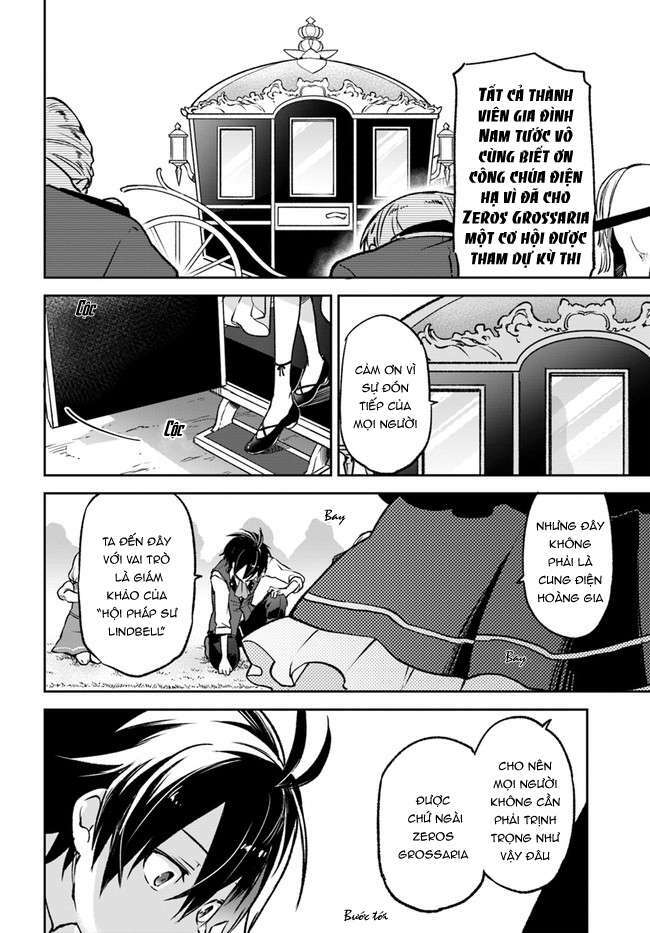 TẤT CẢ THÀNH
VIÊN GIA ĐÌNH
NAM TƯỚC VÔ
CÙNG BIẾT ƠN
CÔNG CHÚA ĐIỆN
HẠ VÌ ĐÃ CHO
ZEROS GROSSARIA
MỘT CƠ HỘI ĐƯỢC
THAM DỰ KỲ THI
CẢM ƠN VÌ
SỰ ĐÓN
TIẾP CỦA
MỌI NGƯỜI
Cộc
Cộc
NHƯNG ĐÂY
KHÔNG
PHẢI LÀ
CUNG ĐIỆN
HOÀNG GIA
Bay
TA ĐẾN ĐÂY
VỚI VAI TRÒ
LÀ GIÁM
KHẢO CỦA
"HỘI PHÁP SƯ
LINDBELL"
Bay
CHO NÊN
MỌI NGƯỜI
KHÔNG CẦN
PHẢI TRỊNH
TRỌNG NHƯ
VẬY ĐÂU
ĐƯỢC
CHỨ NGÀI
ZEROS
GROSSARIA
Bước tới